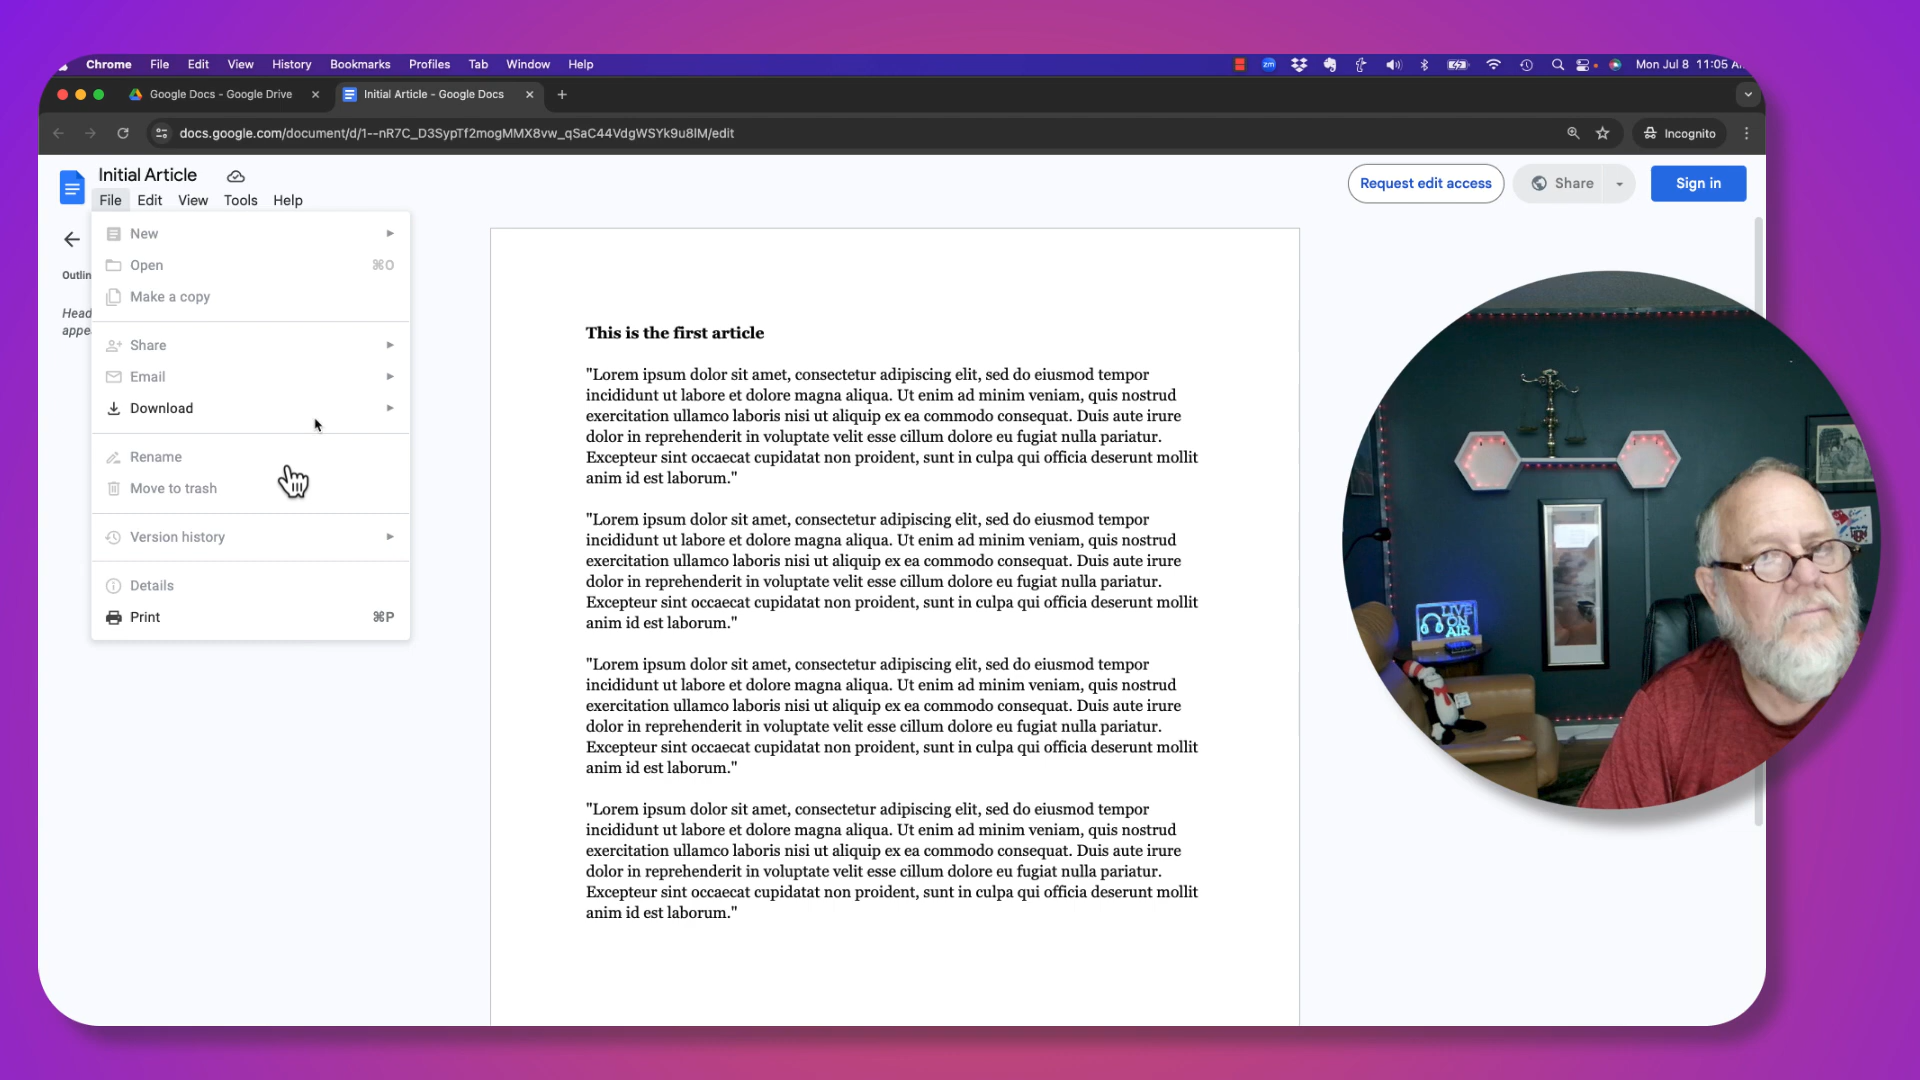 Chrome File Edit View History Bookmarks Profiles Tab Window Help zm Mon Jul 8 11:05 A
Google Docs - Google Drive Initial Article - Google Docs
docs.google.com/document/d/1--nR7C_D3SypTf2mogMMX8vw_qSaC44VdgWSYk9u8lM/edit Incognito
Initial Article
File Edit View Tools Help
Request edit access Share Sign in
New
Open ⌘O
Make a copy
Share
Email
Download
Rename
Move to trash
Version history
Details
Print ⌘P
Outlin
Head
appe
This is the first article
"Lorem ipsum dolor sit amet, consectetur adipiscing elit, sed do eiusmod tempor
incididunt ut labore et dolore magna aliqua. Ut enim ad minim veniam, quis nostrud
exercitation ullamco laboris nisi ut aliquip ex ea commodo consequat. Duis aute irure
dolor in reprehenderit in voluptate velit esse cillum dolore eu fugiat nulla pariatur.
Excepteur sint occaecat cupidatat non proident, sunt in culpa qui officia deserunt mollit
anim id est laborum."
"Lorem ipsum dolor sit amet, consectetur adipiscing elit, sed do eiusmod tempor
incididunt ut labore et dolore magna aliqua. Ut enim ad minim veniam, quis nostrud
exercitation ullamco laboris nisi ut aliquip ex ea commodo consequat. Duis aute irure
dolor in reprehenderit in voluptate velit esse cillum dolore eu fugiat nulla pariatur.
Excepteur sint occaecat cupidatat non proident, sunt in culpa qui officia deserunt mollit
anim id est laborum."
"Lorem ipsum dolor sit amet, consectetur adipiscing elit, sed do eiusmod tempor
incididunt ut labore et dolore magna aliqua. Ut enim ad minim veniam, quis nostrud
exercitation ullamco laboris nisi ut aliquip ex ea commodo consequat. Duis aute irure
dolor in reprehenderit in voluptate velit esse cillum dolore eu fugiat nulla pariatur.
Excepteur sint occaecat cupidatat non proident, sunt in culpa qui officia deserunt mollit
anim id est laborum."
"Lorem ipsum dolor sit amet, consectetur adipiscing elit, sed do eiusmod tempor
incididunt ut labore et dolore magna aliqua. Ut enim ad minim veniam, quis nostrud
exercitation ullamco laboris nisi ut aliquip ex ea commodo consequat. Duis aute irure
dolor in reprehenderit in voluptate velit esse cillum dolore eu fugiat nulla pariatur.
Excepteur sint occaecat cupidatat non proident, sunt in culpa qui officia deserunt mollit
anim id est laborum."
LIVE
ON
AIR